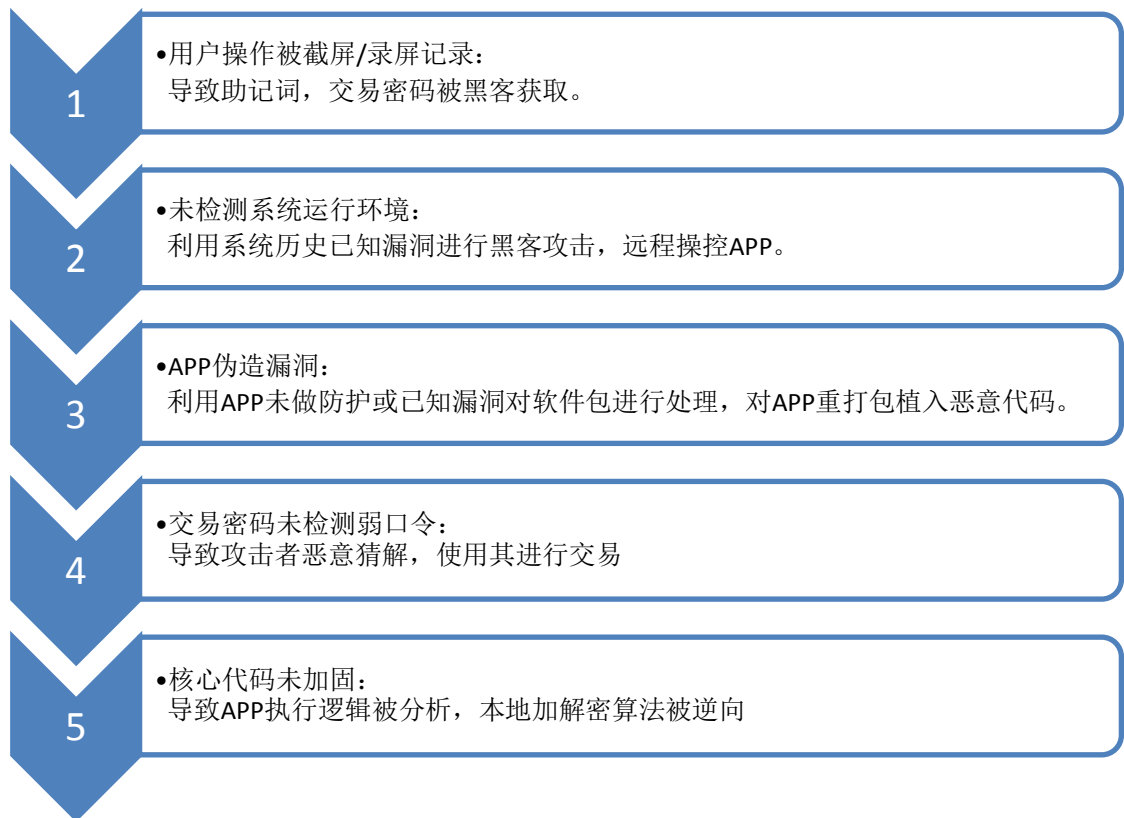 1
•用户操作被截屏/录屏记录：
导致助记词，交易密码被黑客获取。
2
•未检测系统运行环境：
利用系统历史已知漏洞进行黑客攻击，远程操控APP。
3
•APP伪造漏洞：
利用APP未做防护或已知漏洞对软件包进行处理，对APP重打包植入恶意代码。
4
•交易密码未检测弱口令：
导致攻击者恶意猜解，使用其进行交易
5
•核心代码未加固：
导致APP执行逻辑被分析，本地加解密算法被逆向